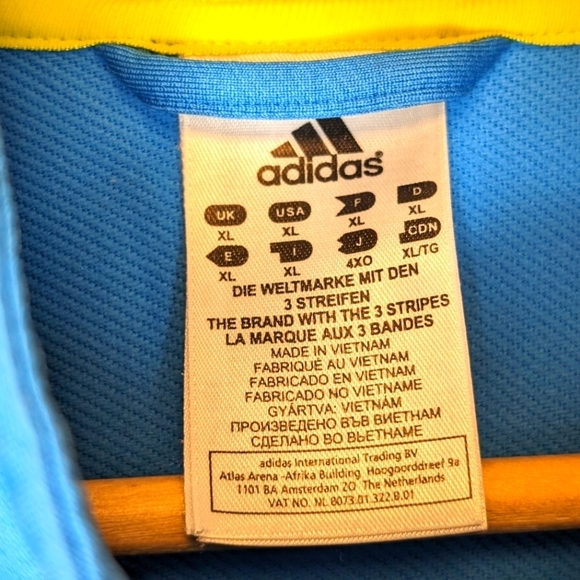 adidas®
UK USA F D
XL XL XL XL
E I J CDN
XL XL 4XO XL/TG
DIE WELTMARKE MIT DEN
3 STREIFEN
THE BRAND WITH THE 3 STRIPES
LA MARQUE AUX 3 BANDES
MADE IN VIETNAM
FABRIQUÉ AU VIETNAM
FABRICADO EN VIETNAM
FABRICADO NO VIETNAME
GYÁRTVA: VIETNÁM
ПРОИЗВЕДЕНО ВЪВ ВИЕТНАМ
СДЕЛАНО ВО ВЬЕТНАМЕ
adidas International Trading BV
Atlas Arena -Afrika Building Hoogoorddreef 9a
1101 BA Amsterdam ZO The Netherlands
VAT NO. NL 8073.01.322.B.01